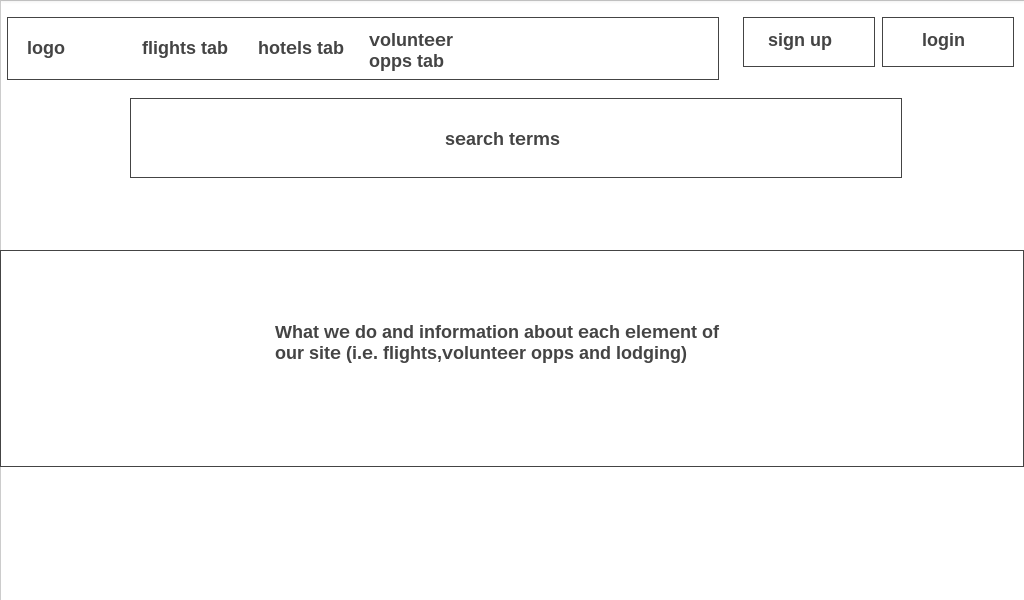 logo
flights tab
hotels tab
volunteer
opps tab
sign up
login
search terms
What we do and information about each element of
our site (i.e. flights,volunteer opps and lodging)